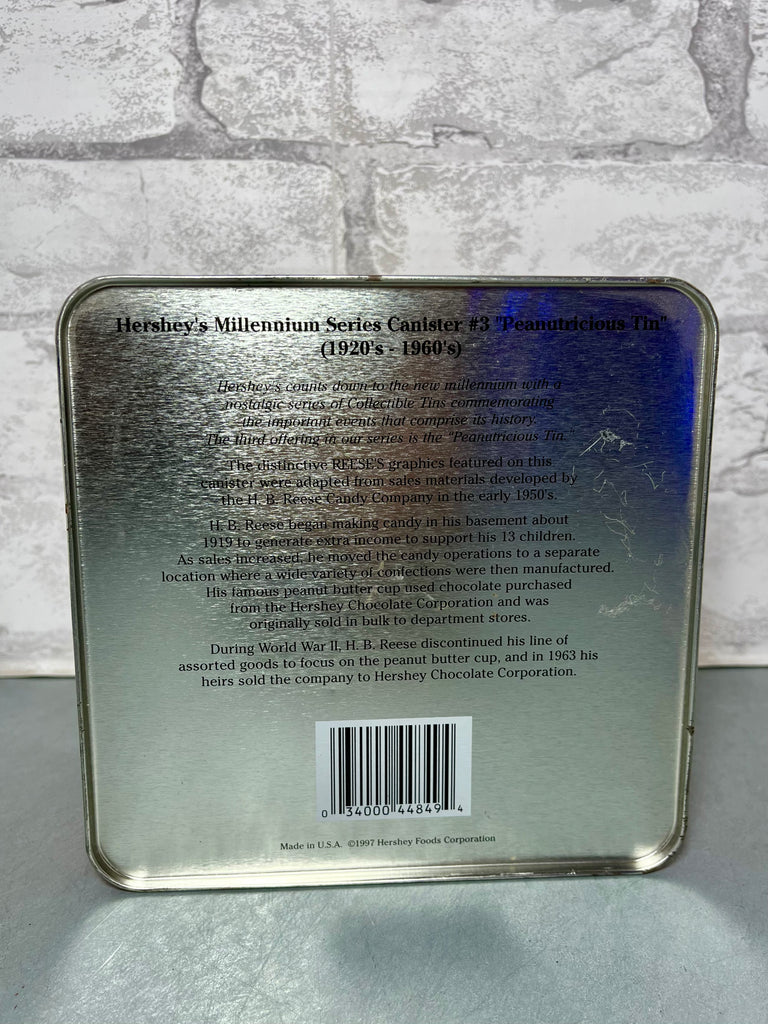 Hershey's Millennium Series Canister #3 "Peanutricious Tin"
(1920's - 1960's)
Hershey's counts down to the new millennium with a
nostalgic series of Collectible Tins commemorating
the important events that comprise its history.
The third offering in our series is the "Peanutricious Tin."
The distinctive REESE'S graphics featured on this
canister were adapted from sales materials developed by
the H. B. Reese Candy Company in the early 1950's.
H. B. Reese began making candy in his basement about
1919 to generate extra income to support his 13 children.
As sales increased, he moved the candy operations to a separate
location where a wide variety of confections were then manufactured.
His famous peanut butter cup used chocolate purchased
from the Hershey Chocolate Corporation and was
originally sold in bulk to department stores.
During World War II, H. B. Reese discontinued his line of
assorted goods to focus on the peanut butter cup, and in 1963 his
heirs sold the company to Hershey Chocolate Corporation.
0 34000 44849 4
Made in U.S.A. ©1997 Hershey Foods Corporation